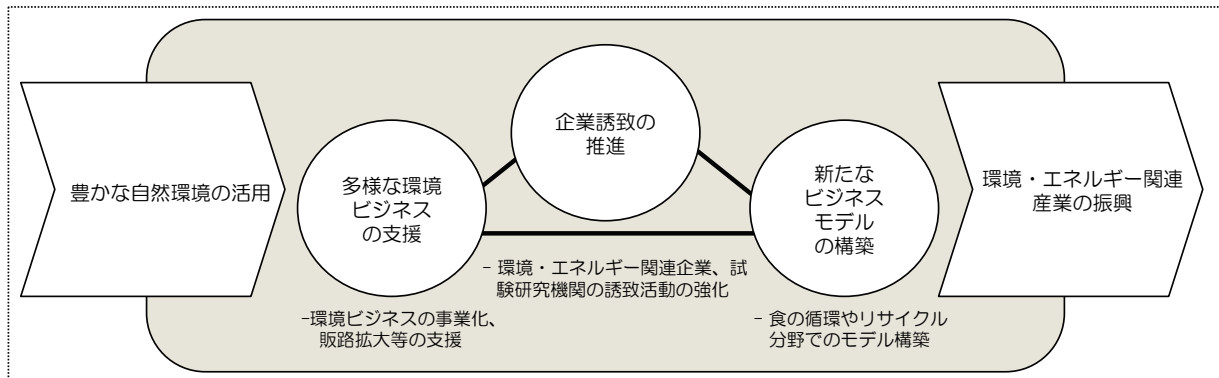 豊かな自然環境の活用
多様な環境
ビジネス
の支援
企業誘致の
推進
新たな
ビジネス
モデル
の構築
環境・エネルギー関連
産業の振興
-環境ビジネスの事業化、
販路拡大等の支援
- 環境・エネルギー関連企業、試
験研究機関の誘致活動の強化
- 食の循環やリサイクル
分野でのモデル構築